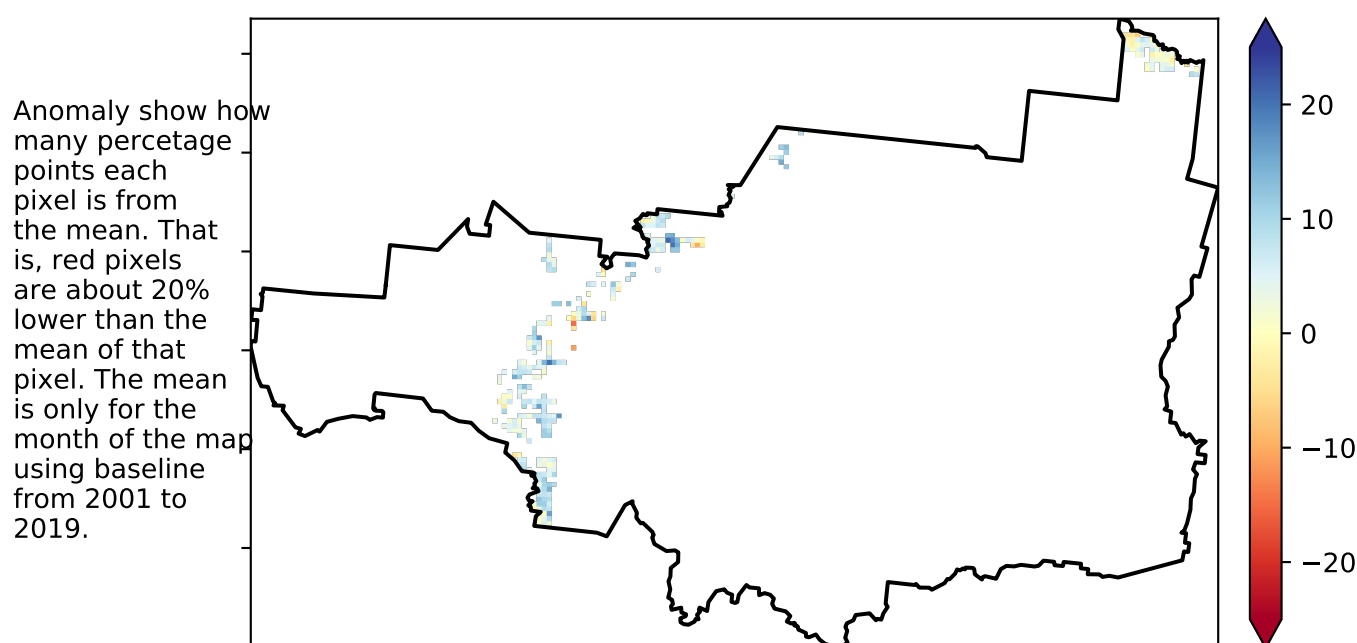 Anomaly show how
many percetage
points each
pixel is from
the mean. That
is, red pixels
are about 20%
lower than the
mean of that
pixel. The mean
is only for the
month of the map
using baseline
from 2001 to
2019.
20
10
0
−10
−20